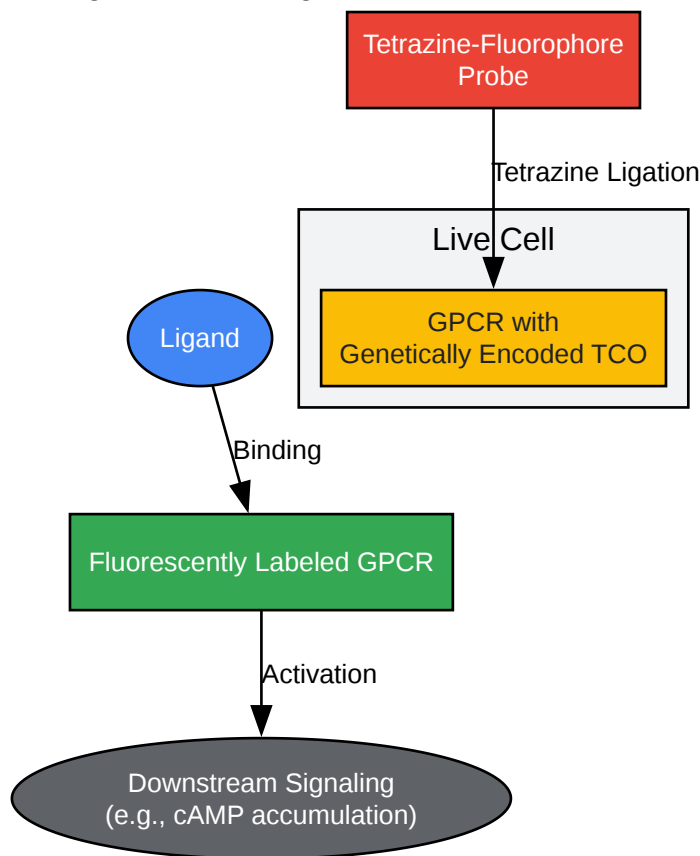 Tetrazine-Fluorophore
Probe
Tetrazine Ligation
Live Cell
GPCR with
Genetically Encoded TCO
Ligand
Binding
Fluorescently Labeled GPCR
Activation
Downstream Signaling
(e.g., cAMP accumulation)